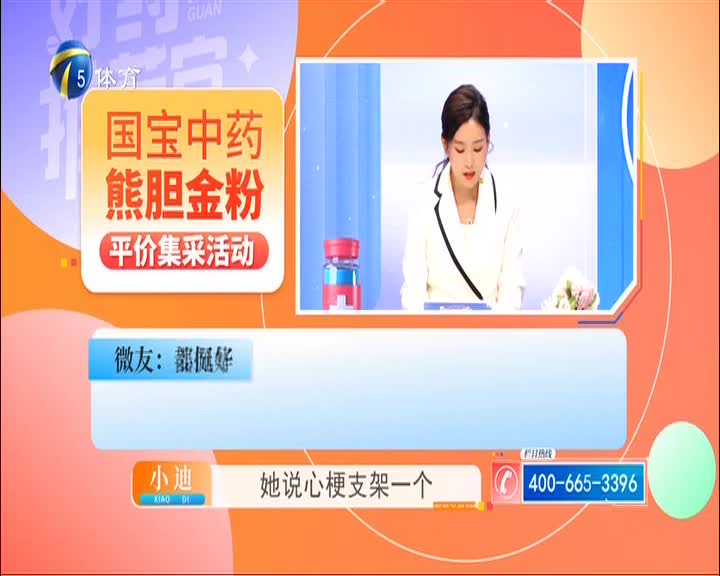 GUAN
5 体育
国宝中药
熊胆金粉
平价集采活动
微友：
栏目热线
小迪
XIAO DI
她说心梗支架一个
400-665-3396